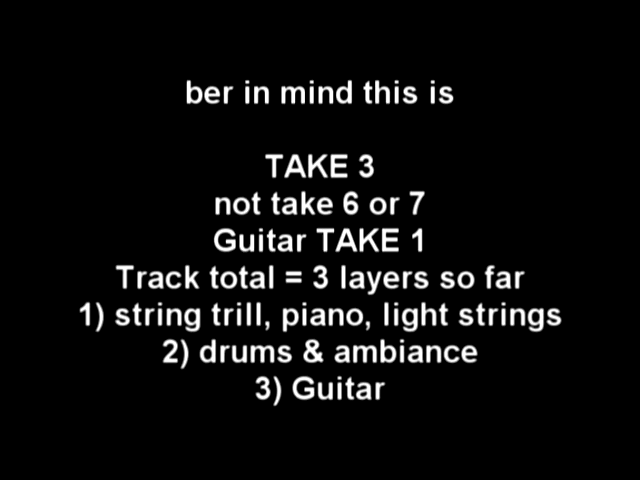 ber in mind this is
TAKE 3
not take 6 or 7
Guitar TAKE 1
Track total = 3 layers so far
1) string trill, piano, light strings
2) drums & ambiance
3) Guitar